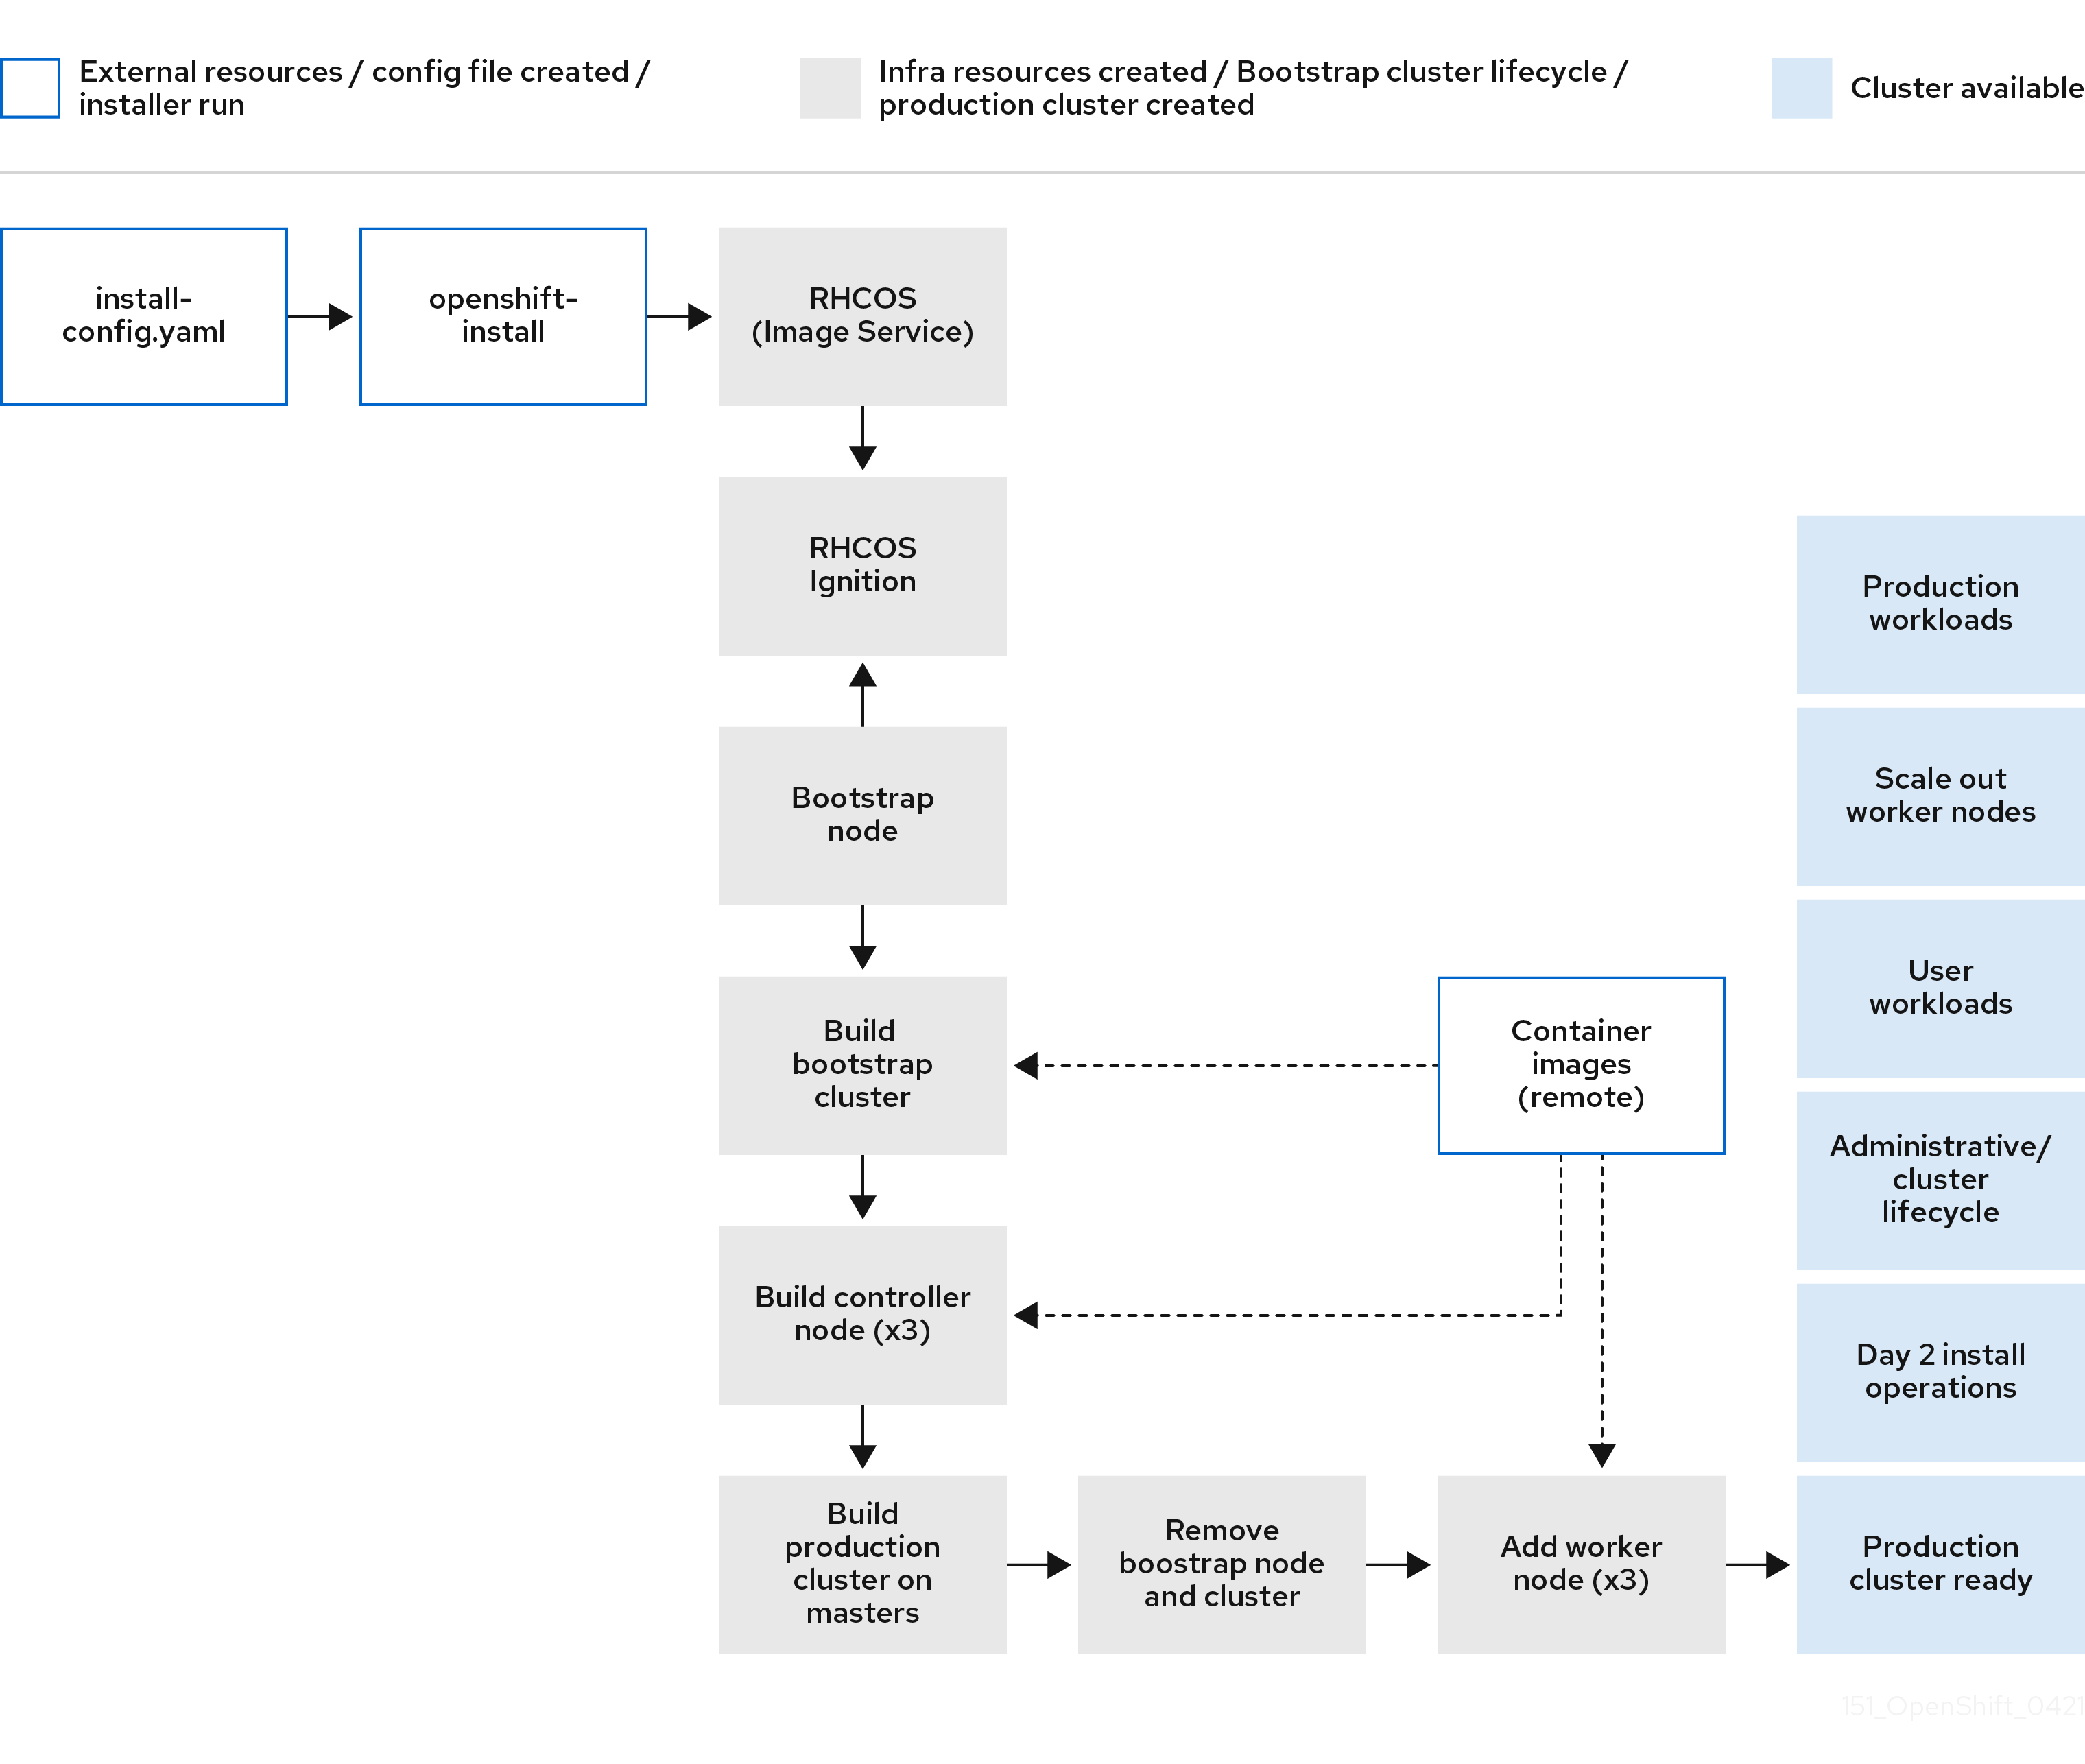 External resources / config file created /
installer run
Infra resources created / Bootstrap cluster lifecycle /
production cluster created
Cluster available
install-
config.yaml
openshift-
install
RHCOS
(Image Service)
RHCOS
Ignition
Bootstrap
node
Build
bootstrap
cluster
Container
images
(remote)
Build controller
node (x3)
Build
production
cluster on
masters
Remove
boostrap node
and cluster
Add worker
node (x3)
Production
workloads
Scale out
worker nodes
User
workloads
Administrative/
cluster
lifecycle
Day 2 install
operations
Production
cluster ready
151_OpenShift_0421